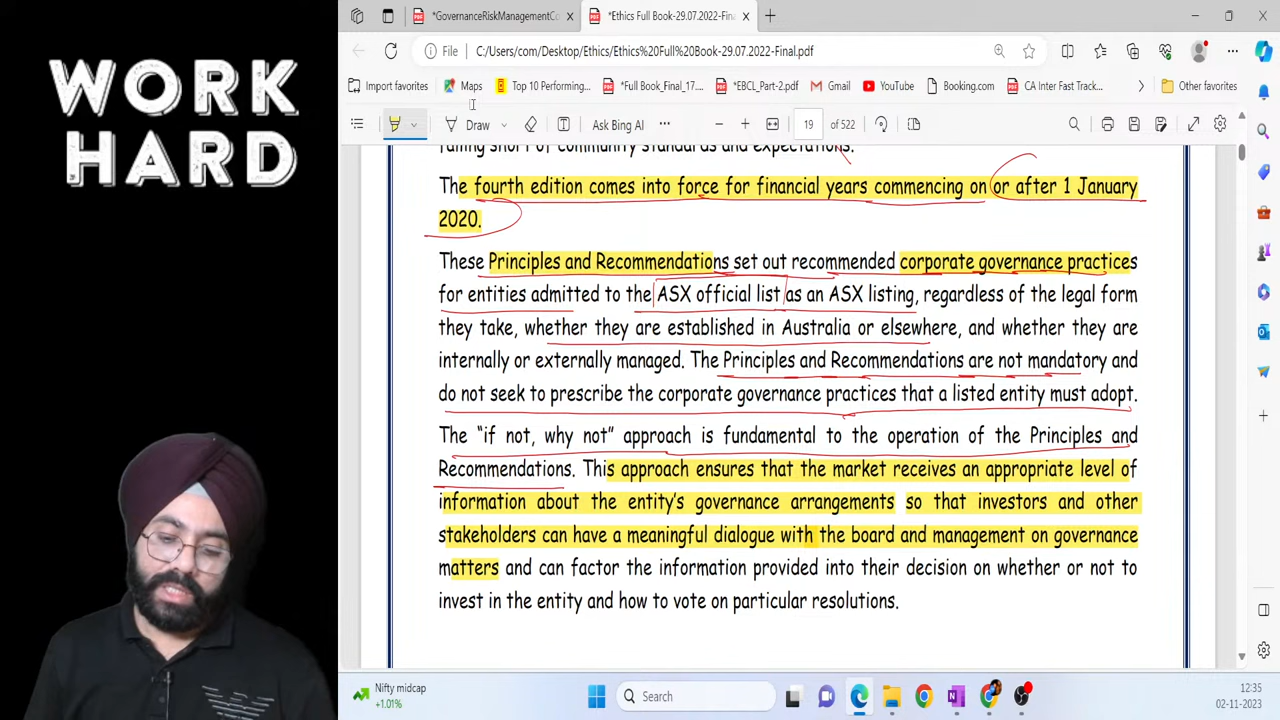 WORK
HARD
*GovernanceRiskManagementCo
*Ethics Full Book-29.07.2022-Final
File
C:/Users/com/Desktop/Ethics/Ethics%20Full%20Book-29.07.2022-Final.pdf
Import favorites
Maps
Top 10 Performing...
*Full Book_Final_17...
*EBCL_Part-2.pdf
Gmail
YouTube
Booking.com
CA Inter Fast Track...
Draw
Ask Bing AI
19 of 522
falling short of community standards and expectations.
The fourth edition comes into force for financial years commencing on or after 1 January
2020.
These Principles and Recommendations set out recommended corporate governance practices
for entities admitted to the ASX official list as an ASX listing, regardless of the legal form
they take, whether they are established in Australia or elsewhere, and whether they are
internally or externally managed. The Principles and Recommendations are not mandatory and
do not seek to prescribe the corporate governance practices that a listed entity must adopt.
The “if not, why not” approach is fundamental to the operation of the Principles and
Recommendations. This approach ensures that the market receives an appropriate level of
information about the entity’s governance arrangements so that investors and other
stakeholders can have a meaningful dialogue with the board and management on governance
matters and can factor the information provided into their decision on whether or not to
invest in the entity and how to vote on particular resolutions.
Nifty midcap
+1.01%
Search
12:35
02-11-2023